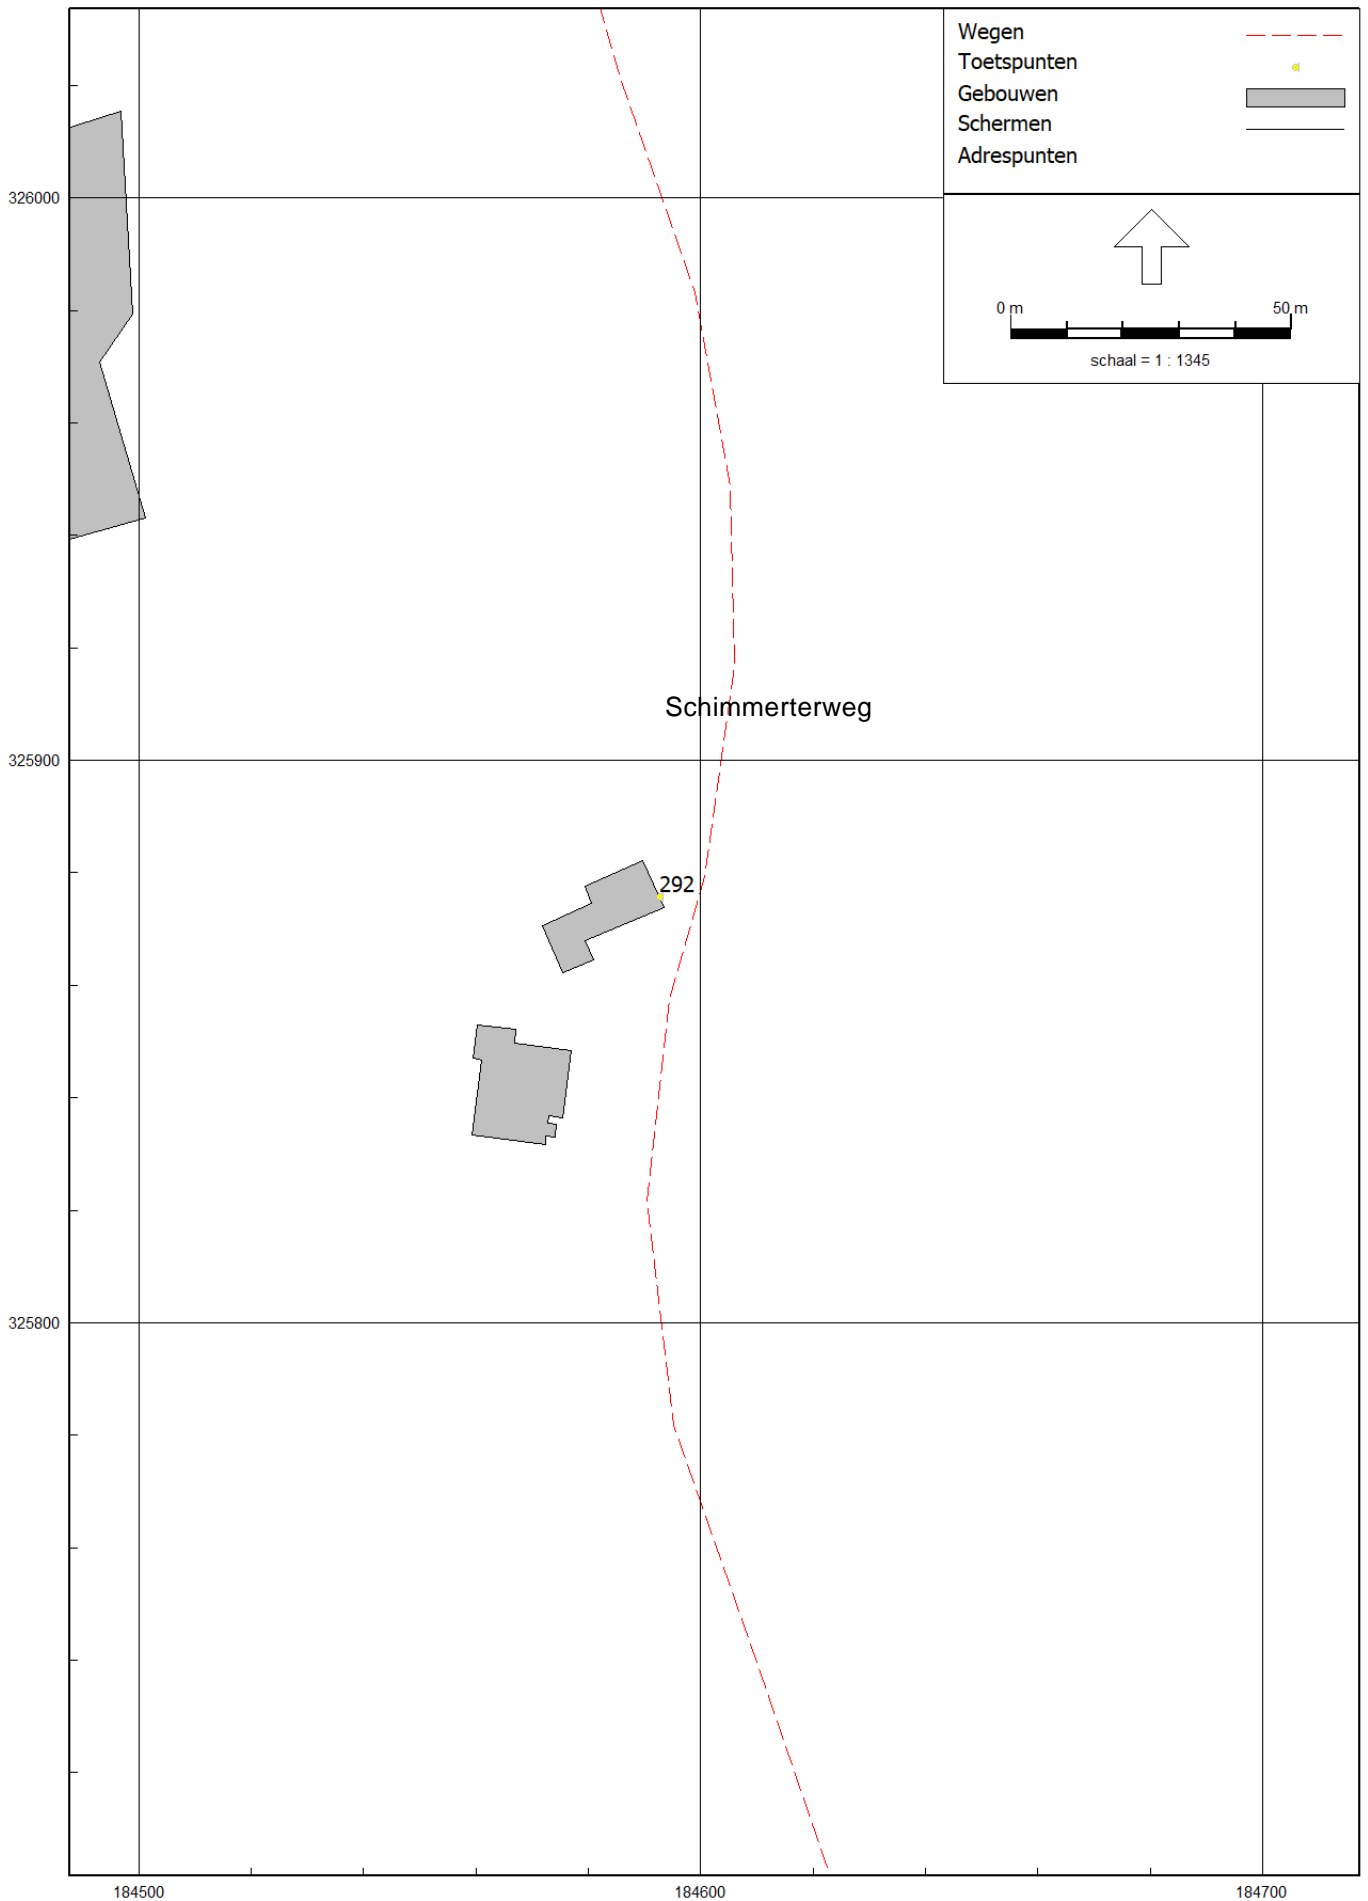 Wegen
Toetspunten
Gebouwen
Schermen
Adrespunten
326000
0 m 50 m
schaal = 1 : 1345
Schimmerterweg
325900
292
325800
184500 184600 184700